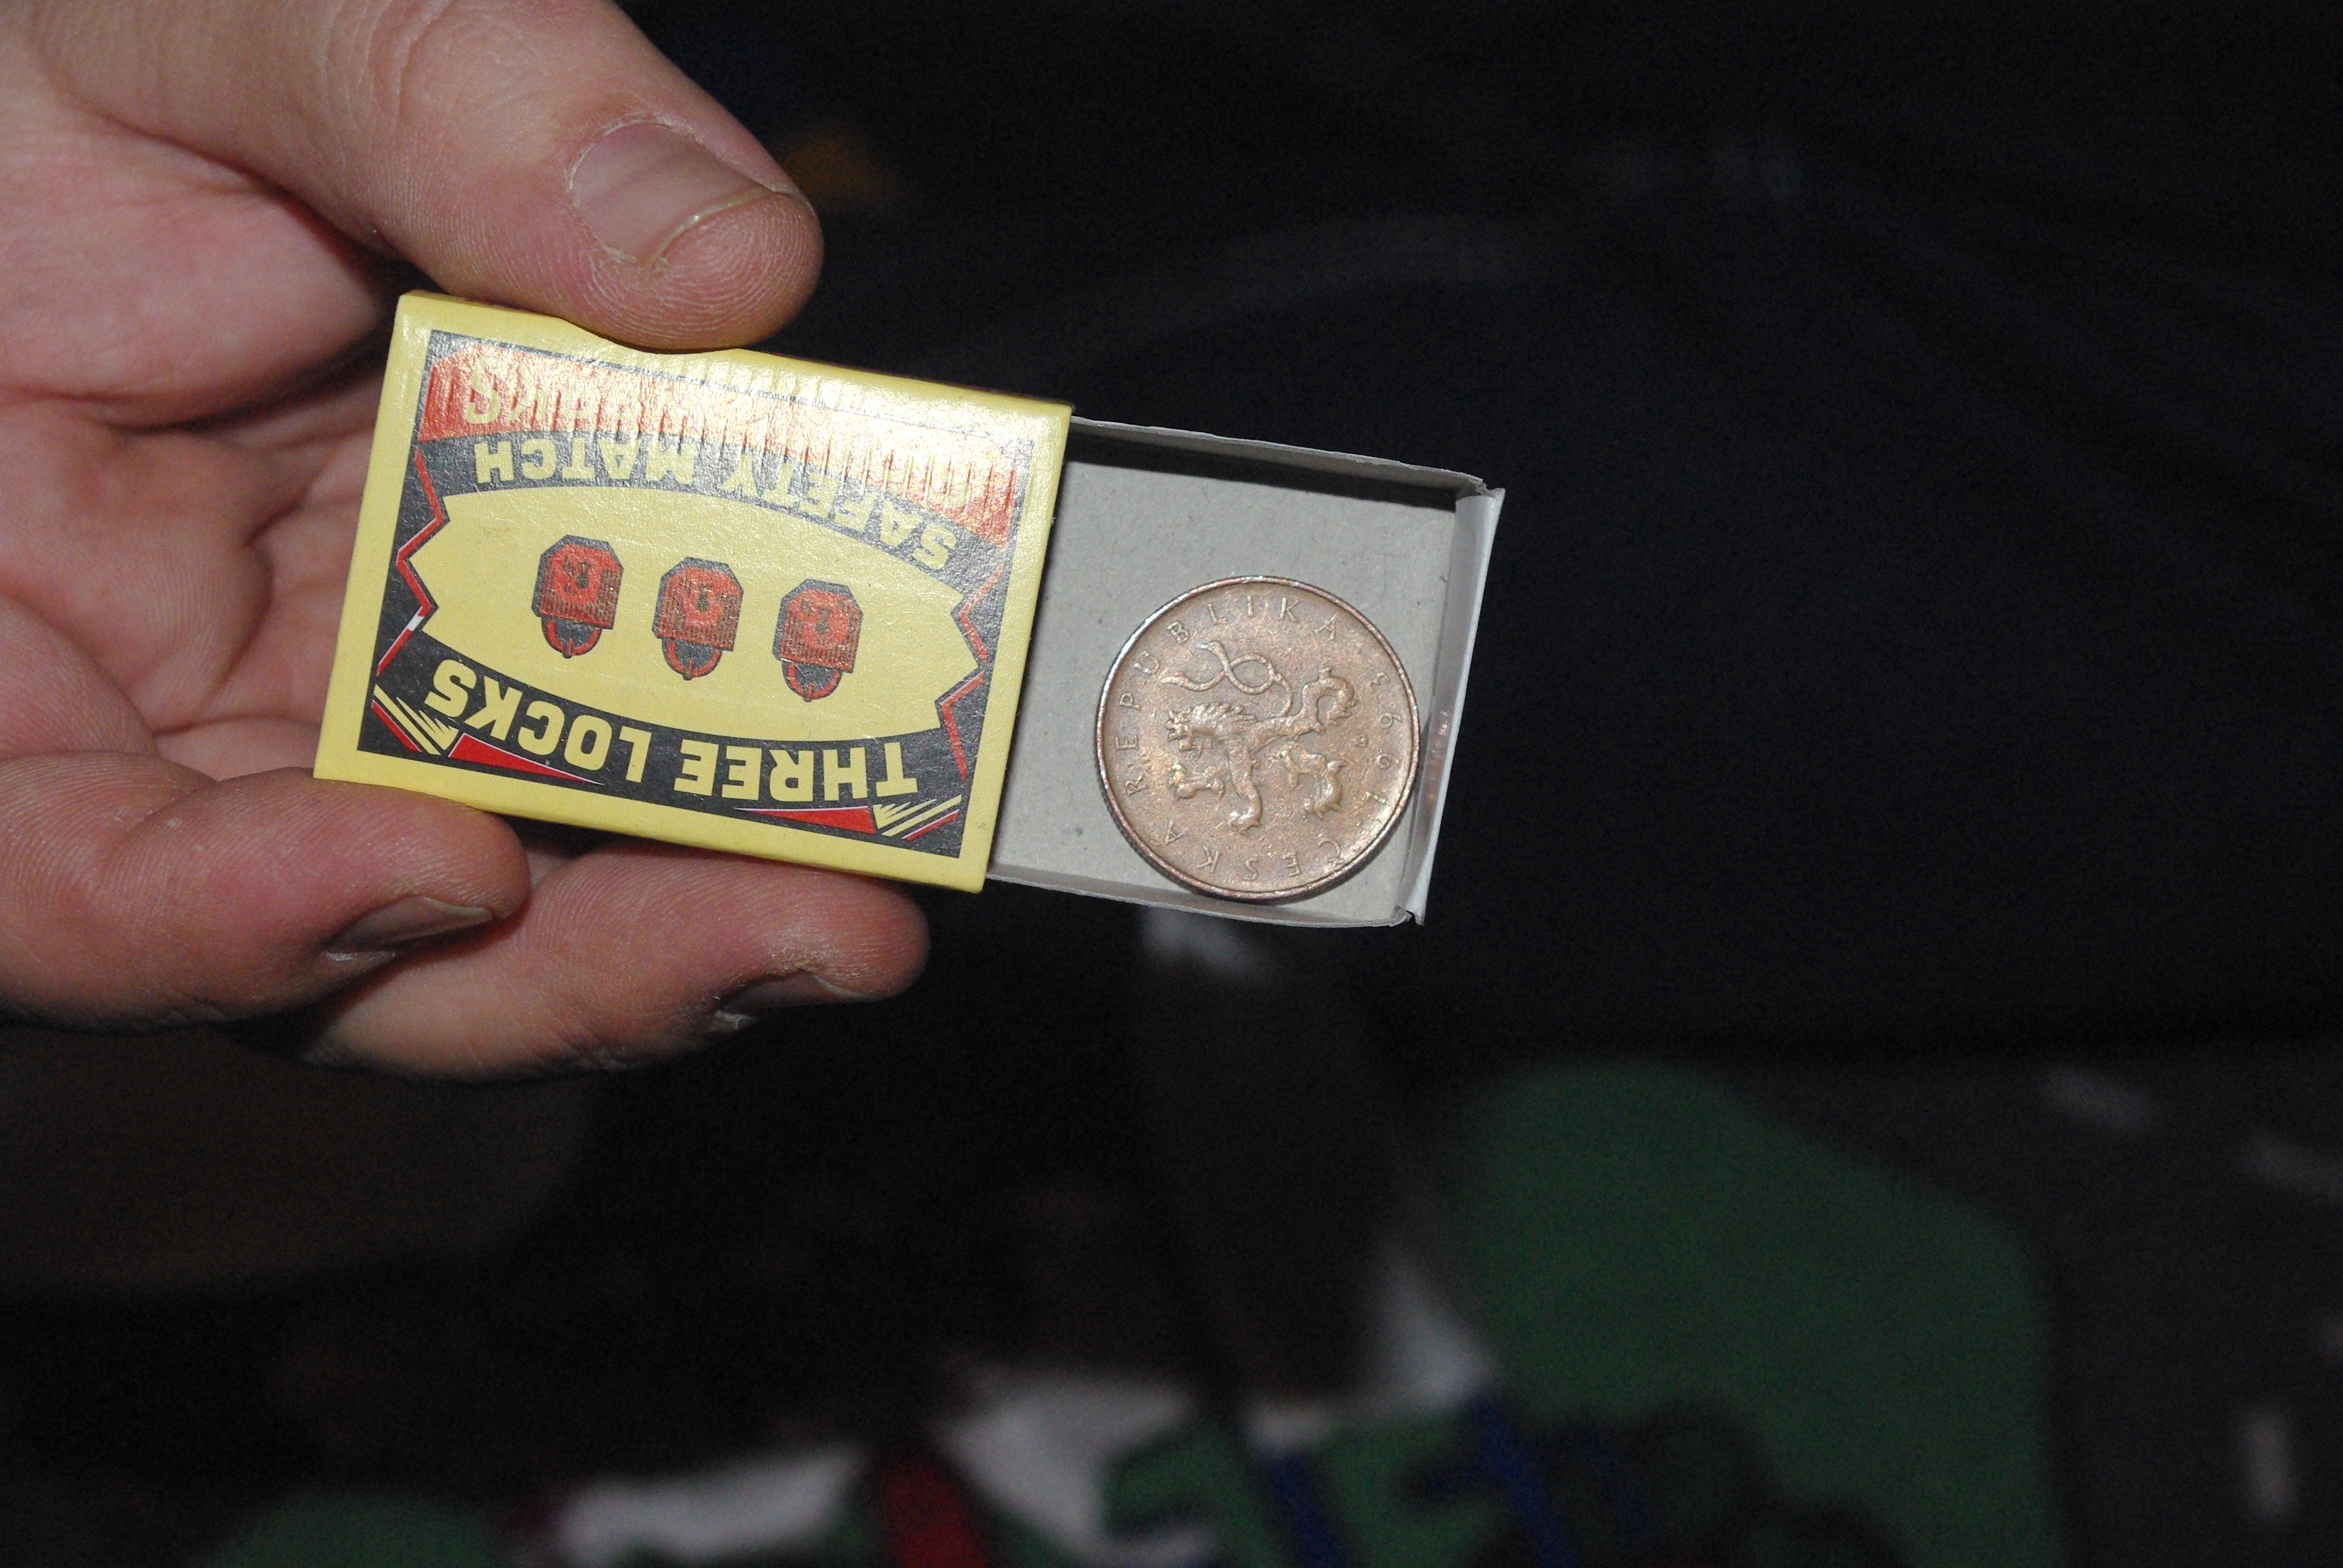 THREE LOCKS
SAFETY MATCH
ČESKÁ REPUBLIKA
1993